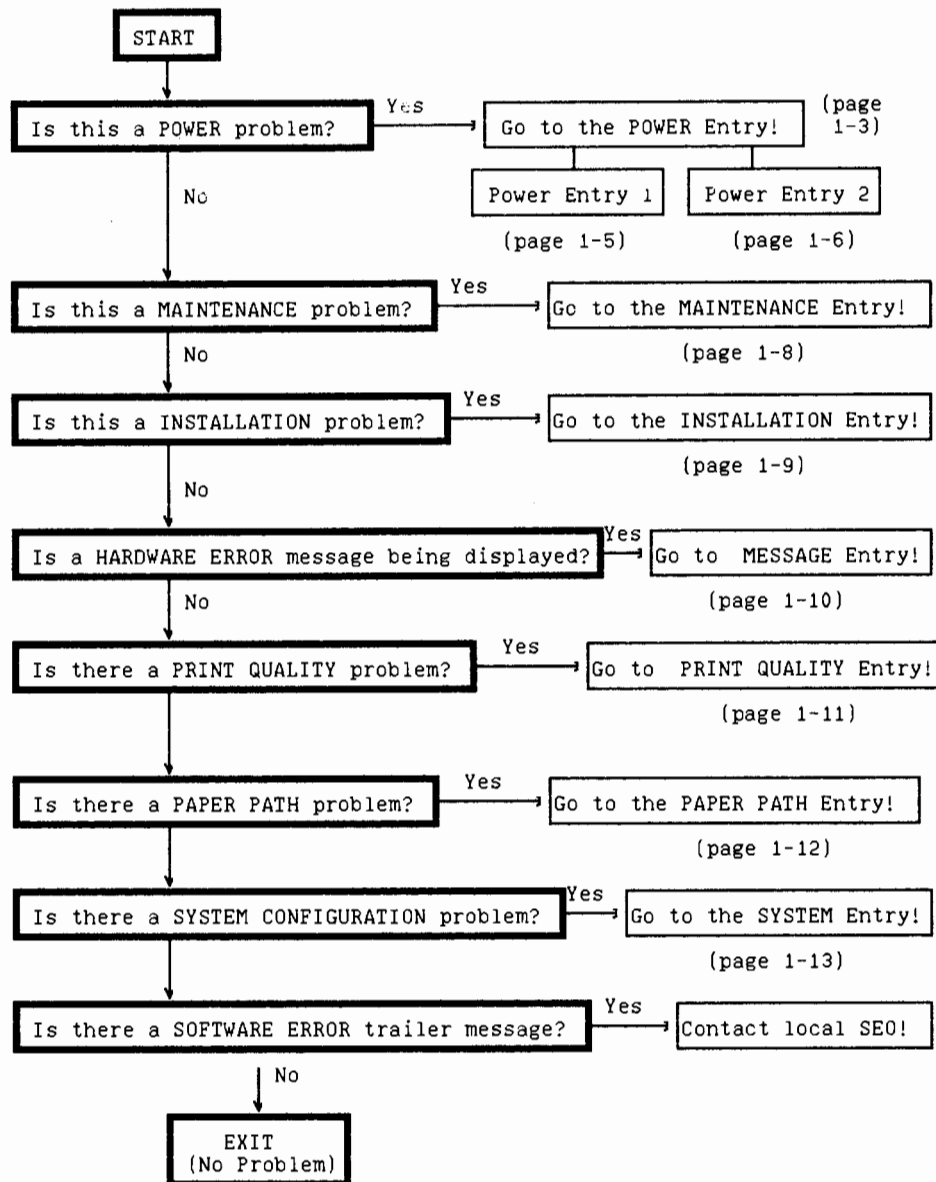 START
Is this a POWER problem?
Yes
Go to the POWER Entry!
(page
1-3)
No
Power Entry 1
Power Entry 2
(page 1-5)
(page 1-6)
Is this a MAINTENANCE problem?
Yes
Go to the MAINTENANCE Entry!
No
(page 1-8)
Is this a INSTALLATION problem?
Yes
Go to the INSTALLATION Entry!
(page 1-9)
No
Is a HARDWARE ERROR message being displayed?
Yes
Go to MESSAGE Entry!
No
(page 1-10)
Is there a PRINT QUALITY problem?
Yes
Go to PRINT QUALITY Entry!
(page 1-11)
Is there a PAPER PATH problem?
Yes
Go to the PAPER PATH Entry!
(page 1-12)
Is there a SYSTEM CONFIGURATION problem?
Yes
Go to the SYSTEM Entry!
(page 1-13)
Is there a SOFTWARE ERROR trailer message?
Yes
Contact local SEO!
No
EXIT
(No Problem)